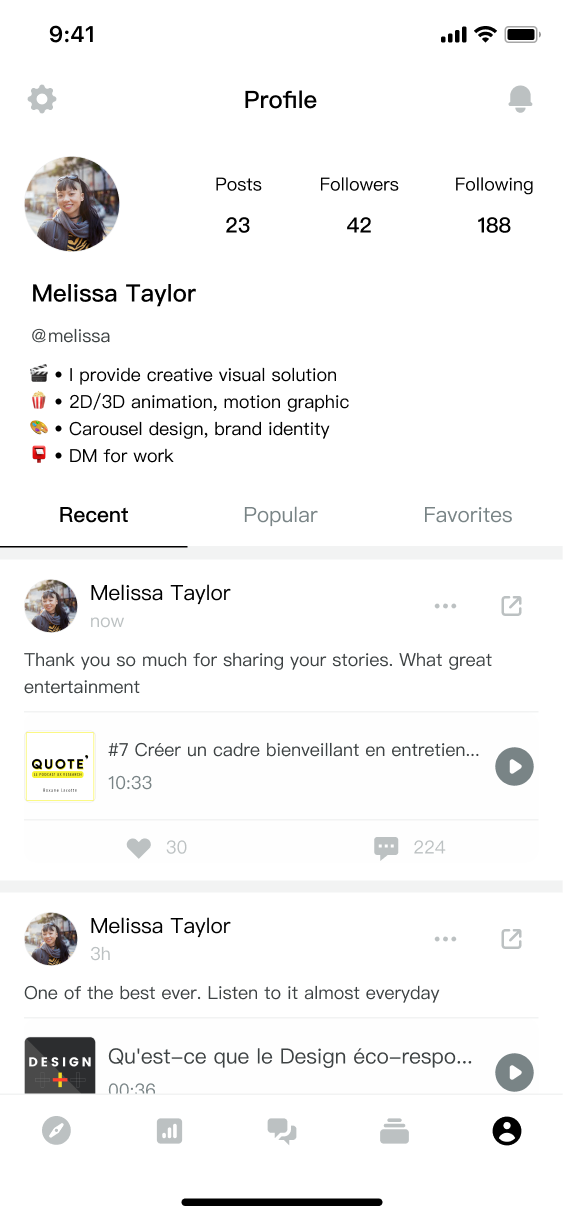 9:41
Profile
Posts Followers Following
23 42 188
Melissa Taylor
@melissa
🎬 • I provide creative visual solution
🍿 • 2D/3D animation, motion graphic
🎨 • Carousel design, brand identity
📮 • DM for work
Recent Popular Favorites
Melissa Taylor
now
Thank you so much for sharing your stories. What great
entertainment
QUOTE'
LE PODCAST UX RESEARCH
#7 Créer un cadre bienveillant en entretien...
10:33
30 224
Melissa Taylor
3h
One of the best ever. Listen to it almost everyday
DESIGN
Qu'est-ce que le Design éco-respo...
00:36